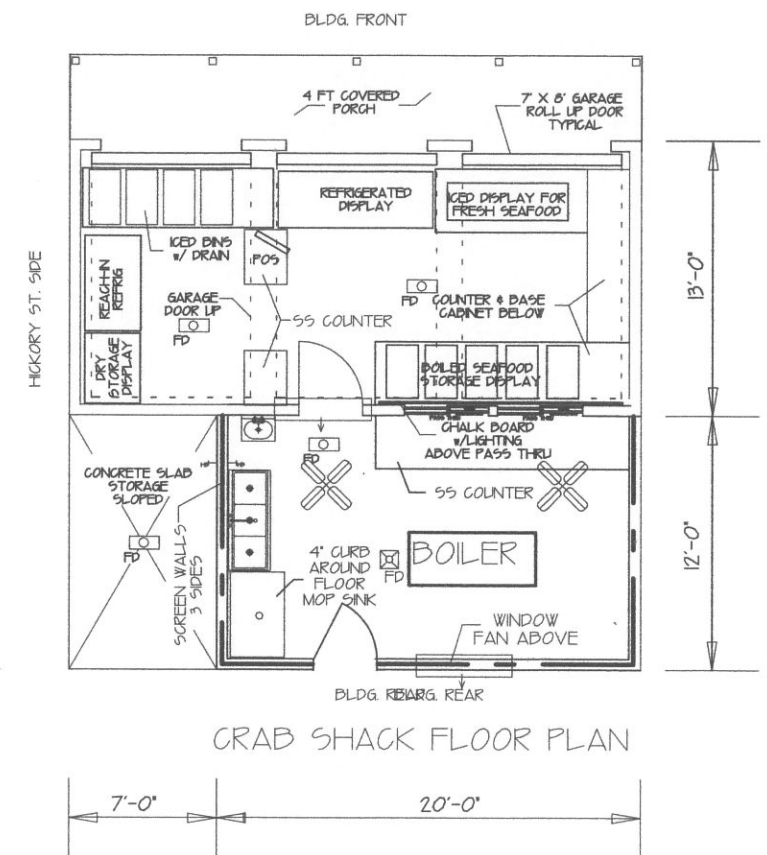 BLDG. FRONT
4 FT COVERED
PORCH
7' X 8' GARAGE
ROLL UP DOOR
TYPICAL
REFRIGERATED
DISPLAY
ICED DISPLAY FOR
FRESH SEAFOOD
ICED BINS
w/ DRAIN
POS
HICKORY ST. SIDE
REACH-IN
REFRIG
GARAGE
DOOR UP
FD
SS COUNTER
FD
COUNTER & BASE
CABINET BELOW
13'-0"
DRY
STORAGE
DISPLAY
BOILED SEAFOOD
STORAGE DISPLAY
CHALK BOARD
w/LIGHTING
ABOVE PASS THRU
FD
CONCRETE SLAB
STORAGE
SLOPED
FD
SCREEN WALLS
3 SIDES
SS COUNTER
4" CURB
AROUND
FLOOR
MOP SINK
FD
BOILER
12'-0"
WINDOW
FAN ABOVE
BLDG. REAR
BLDG. REAR
CRAB SHACK FLOOR PLAN
7'-0"
20'-0"